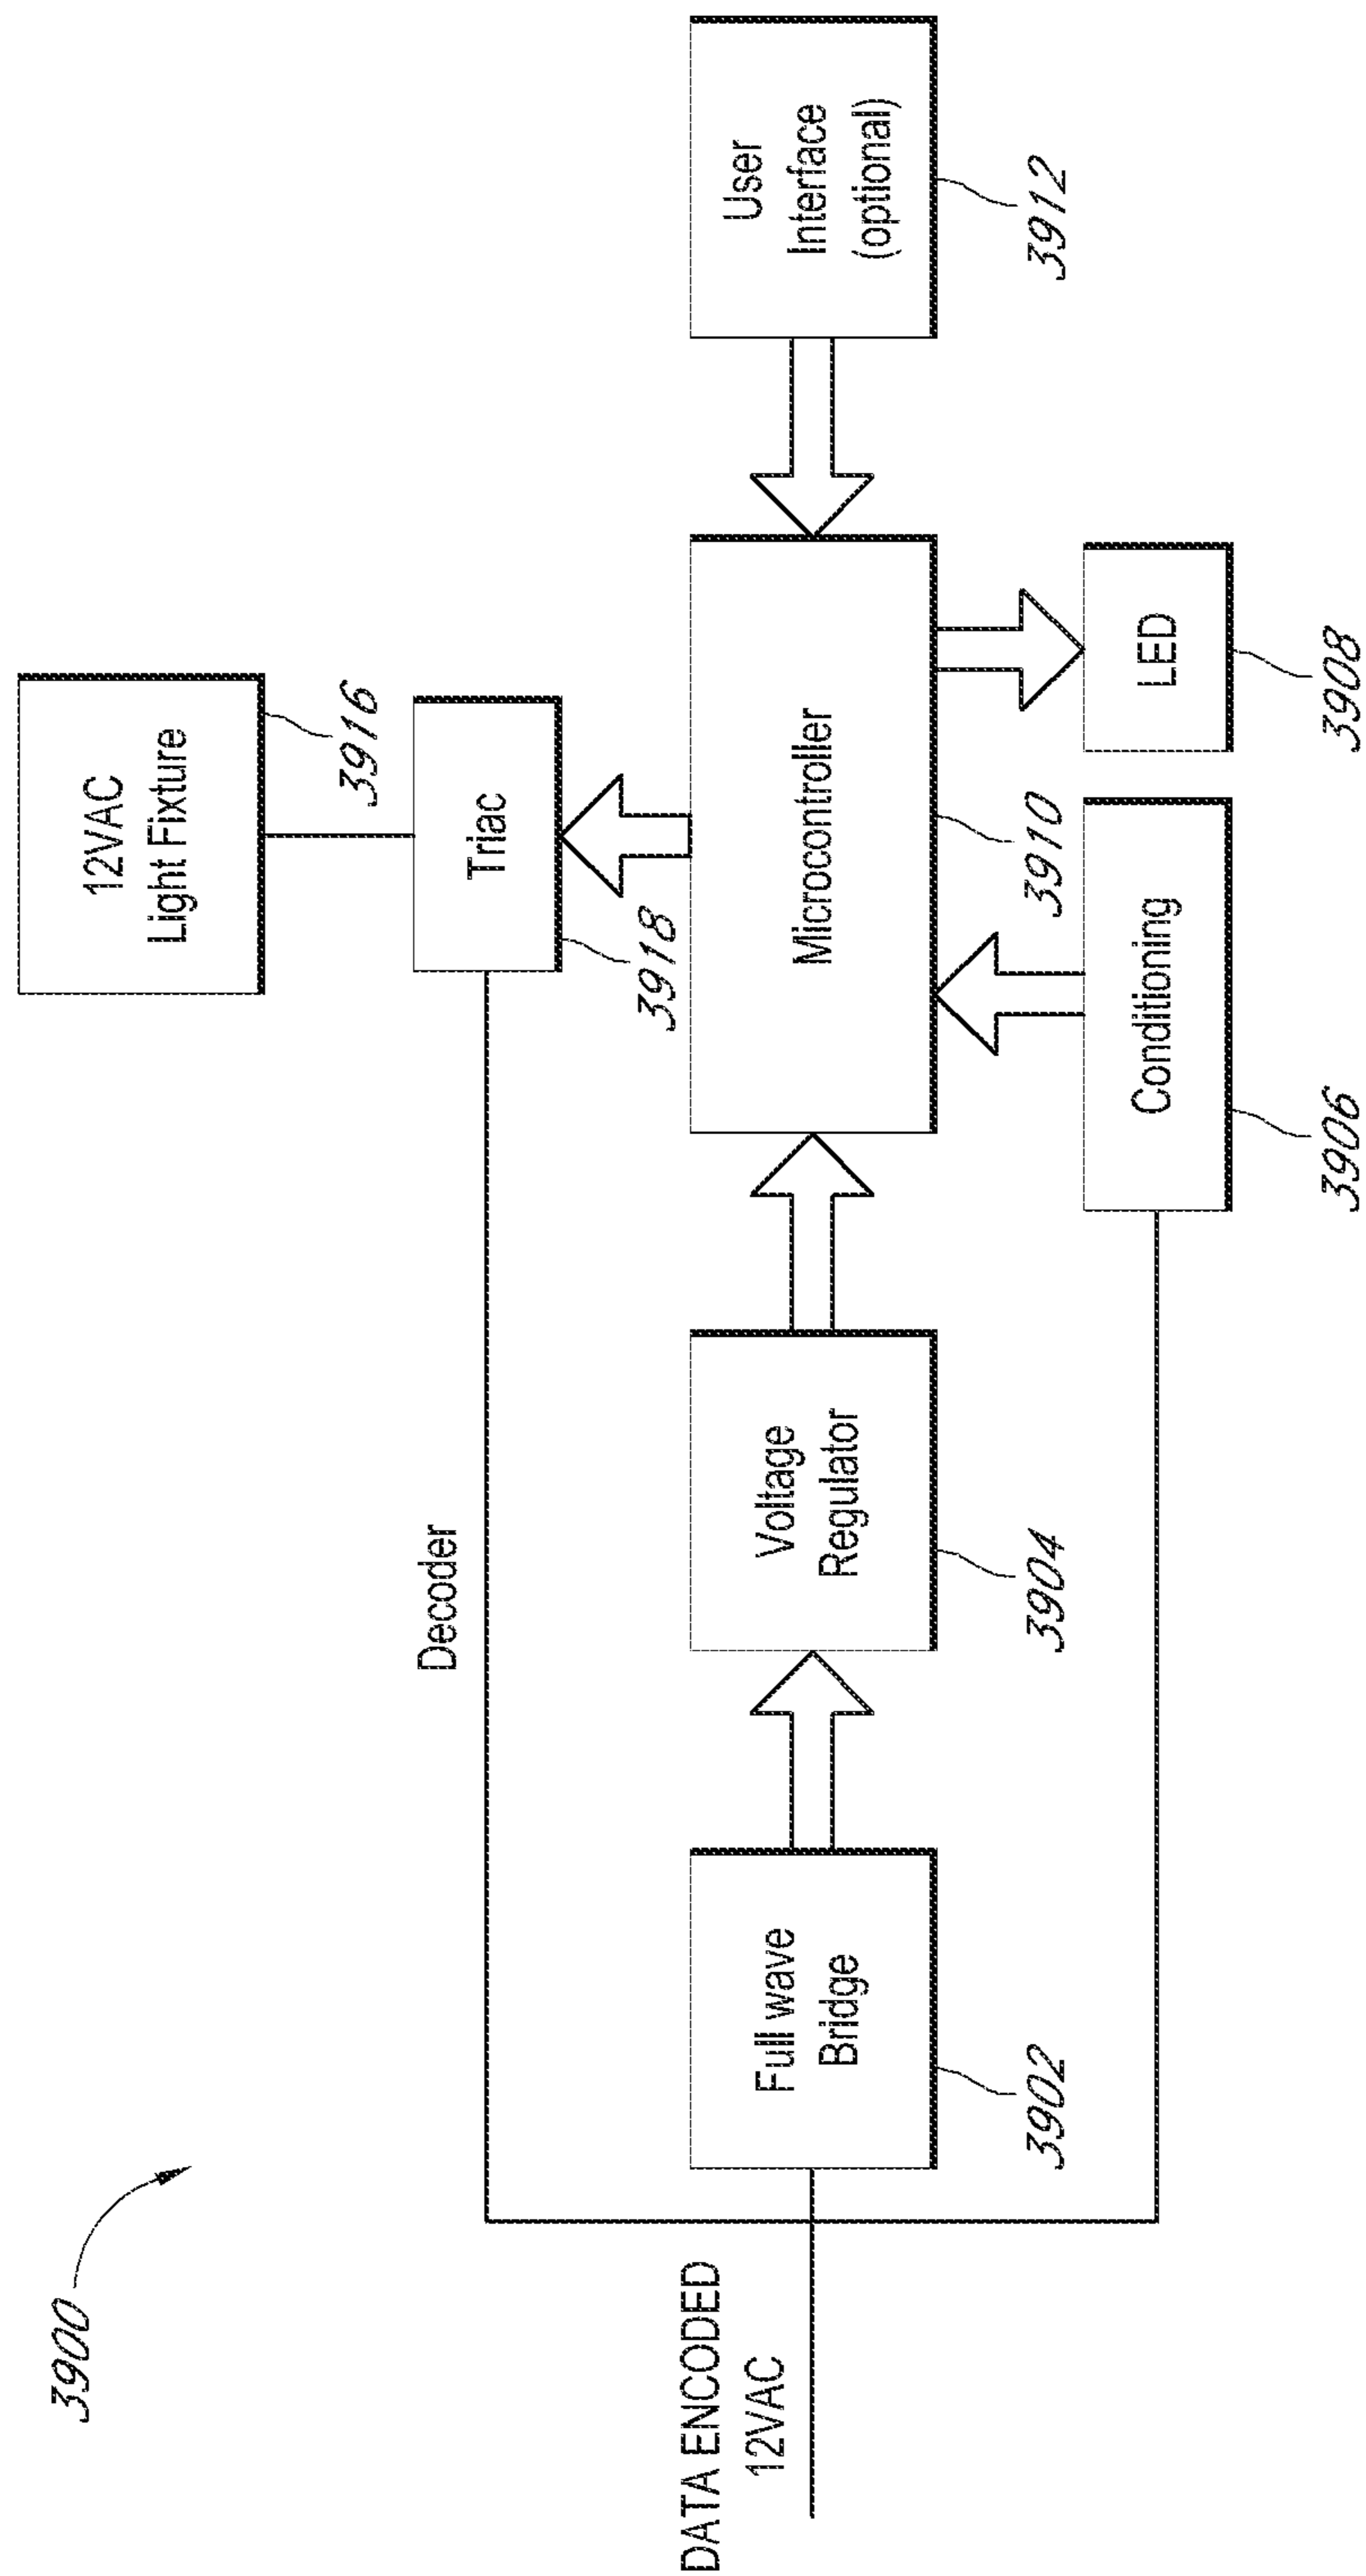 3900
Decoder
12VAC
Light Fixture
3916
Triac
3918
DATA ENCODED
12VAC
Full wave
Bridge
3902
Voltage
Regulator
3904
Microcontroller
3910
User
Interface
(optional)
3912
Conditioning
3906
LED
3908